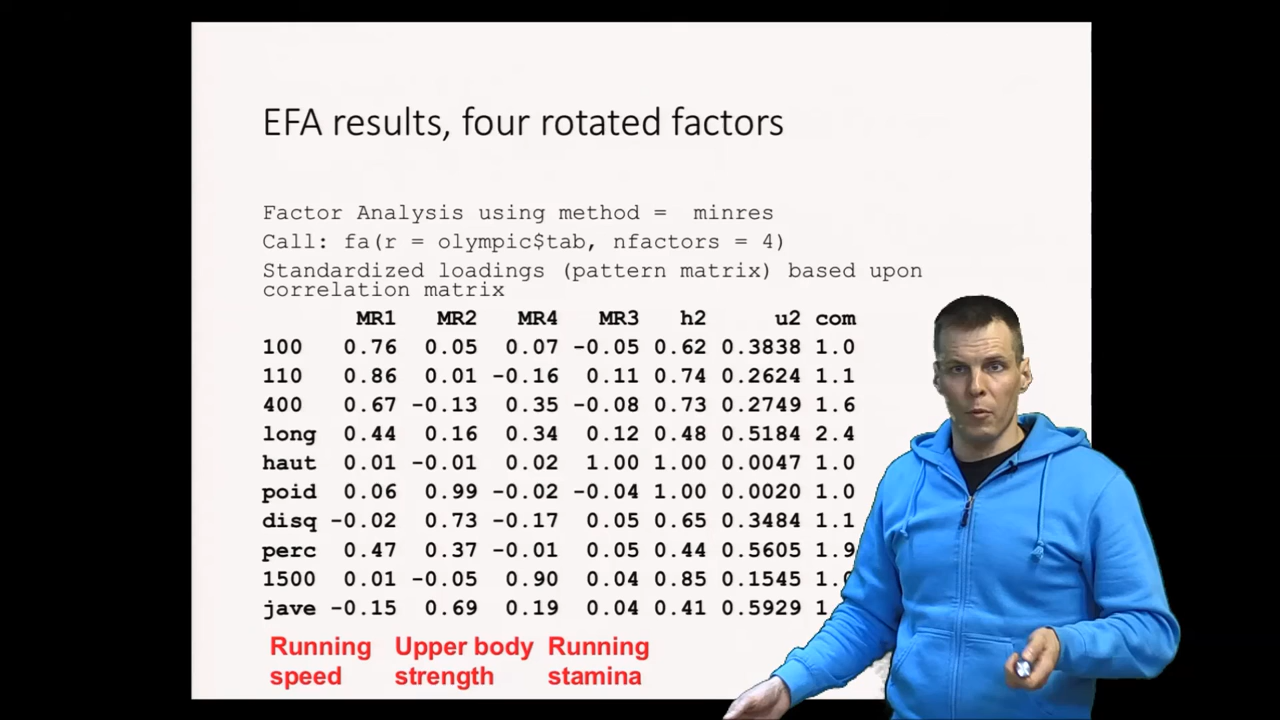 EFA results, four rotated factors
Factor Analysis using method = minres
Call: fa(r = olympic$tab, nfactors = 4)
Standardized loadings (pattern matrix) based upon
correlation matrix
MR1 MR2 MR4 MR3 h2 u2 com
100 0.76 0.05 0.07 -0.05 0.62 0.3838 1.0
110 0.86 0.01 -0.16 0.11 0.74 0.2624 1.1
400 0.67 -0.13 0.35 -0.08 0.73 0.2749 1.6
long 0.44 0.16 0.34 0.12 0.48 0.5184 2.4
haut 0.01 -0.01 0.02 1.00 1.00 0.0047 1.0
poid 0.06 0.99 -0.02 -0.04 1.00 0.0020 1.0
disq -0.02 0.73 -0.17 0.05 0.65 0.3484 1.1
perc 0.47 0.37 -0.01 0.05 0.44 0.5605 1.9
1500 0.01 -0.05 0.90 0.04 0.85 0.1545 1.0
jave -0.15 0.69 0.19 0.04 0.41 0.5929
Running Upper body Running
speed strength stamina